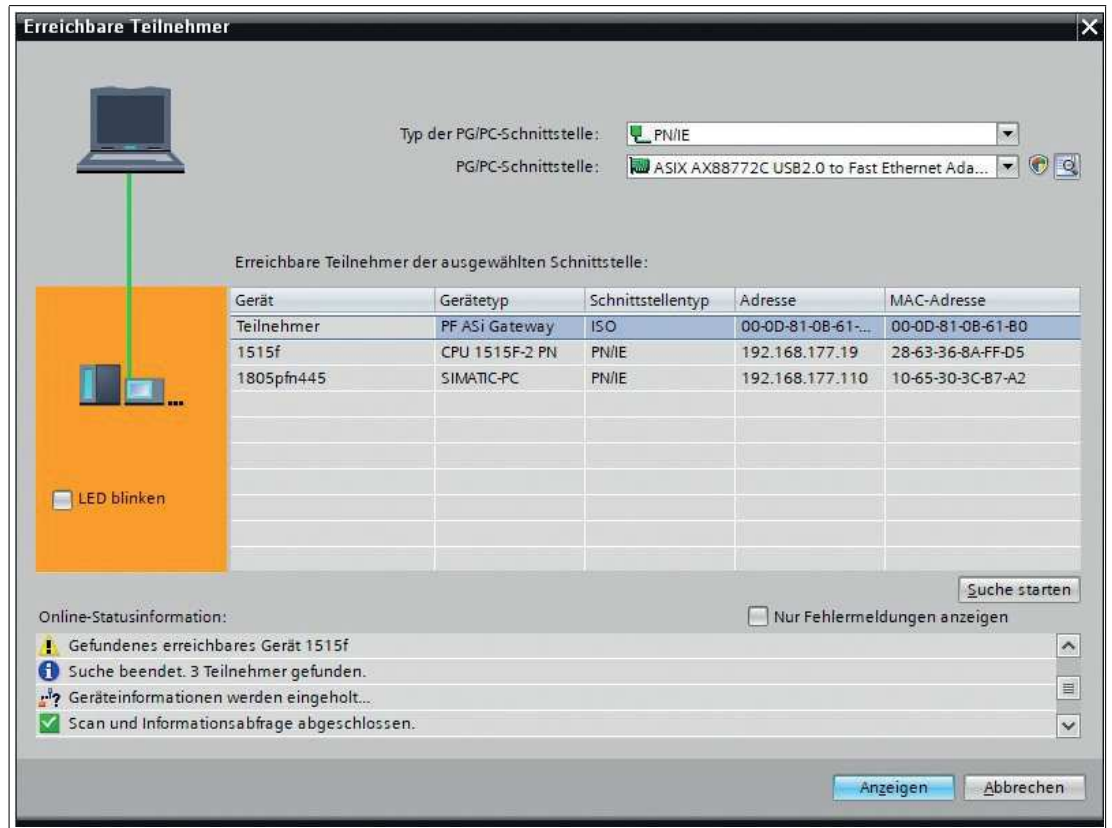 Erreichbare Teilnehmer
Typ der PG/PC-Schnittstelle: PN/IE
PG/PC-Schnittstelle: ASIX AX88772C USB2.0 to Fast Ethernet Ada...
Erreichbare Teilnehmer der ausgewählten Schnittstelle:
Gerät Gerätetyp Schnittstellentyp Adresse MAC-Adresse
Teilnehmer PF ASi Gateway ISO 00-0D-81-0B-61-... 00-0D-81-0B-61-B0
1515f CPU 1515F-2 PN PN/IE 192.168.177.19 28-63-36-8A-FF-D5
1805pfn445 SIMATIC-PC PN/IE 192.168.177.110 10-65-30-3C-B7-A2
LED blinken
Suche starten
Online-Statusinformation: Nur Fehlermeldungen anzeigen
Gefundenes erreichbares Gerät 1515f
Suche beendet. 3 Teilnehmer gefunden.
Geräteinformationen werden eingeholt...
Scan und Informationsabfrage abgeschlossen.
Anzeigen Abbrechen